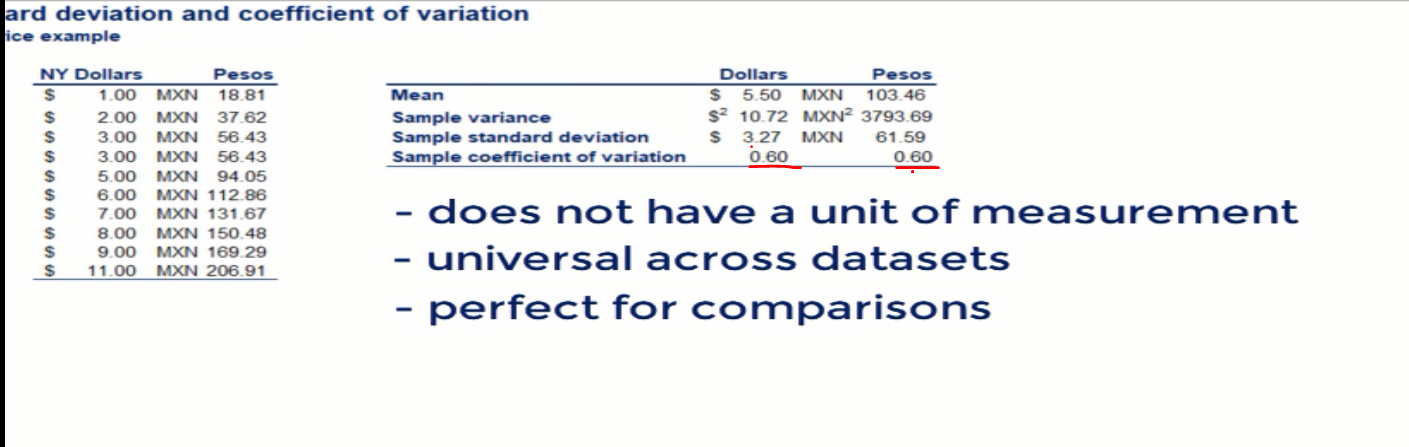 ard deviation and coefficient of variation
ice example
NY Dollars Pesos
$ 1.00 MXN 18.81
$ 2.00 MXN 37.62
$ 3.00 MXN 56.43
$ 3.00 MXN 56.43
$ 5.00 MXN 94.05
$ 6.00 MXN 112.86
$ 7.00 MXN 131.67
$ 8.00 MXN 150.48
$ 9.00 MXN 169.29
$ 11.00 MXN 206.91
Dollars Pesos
Mean $ 5.50 MXN 103.46
Sample variance $² 10.72 MXN² 3793.69
Sample standard deviation $ 3.27 MXN 61.59
Sample coefficient of variation 0.60 0.60
- does not have a unit of measurement
- universal across datasets
- perfect for comparisons